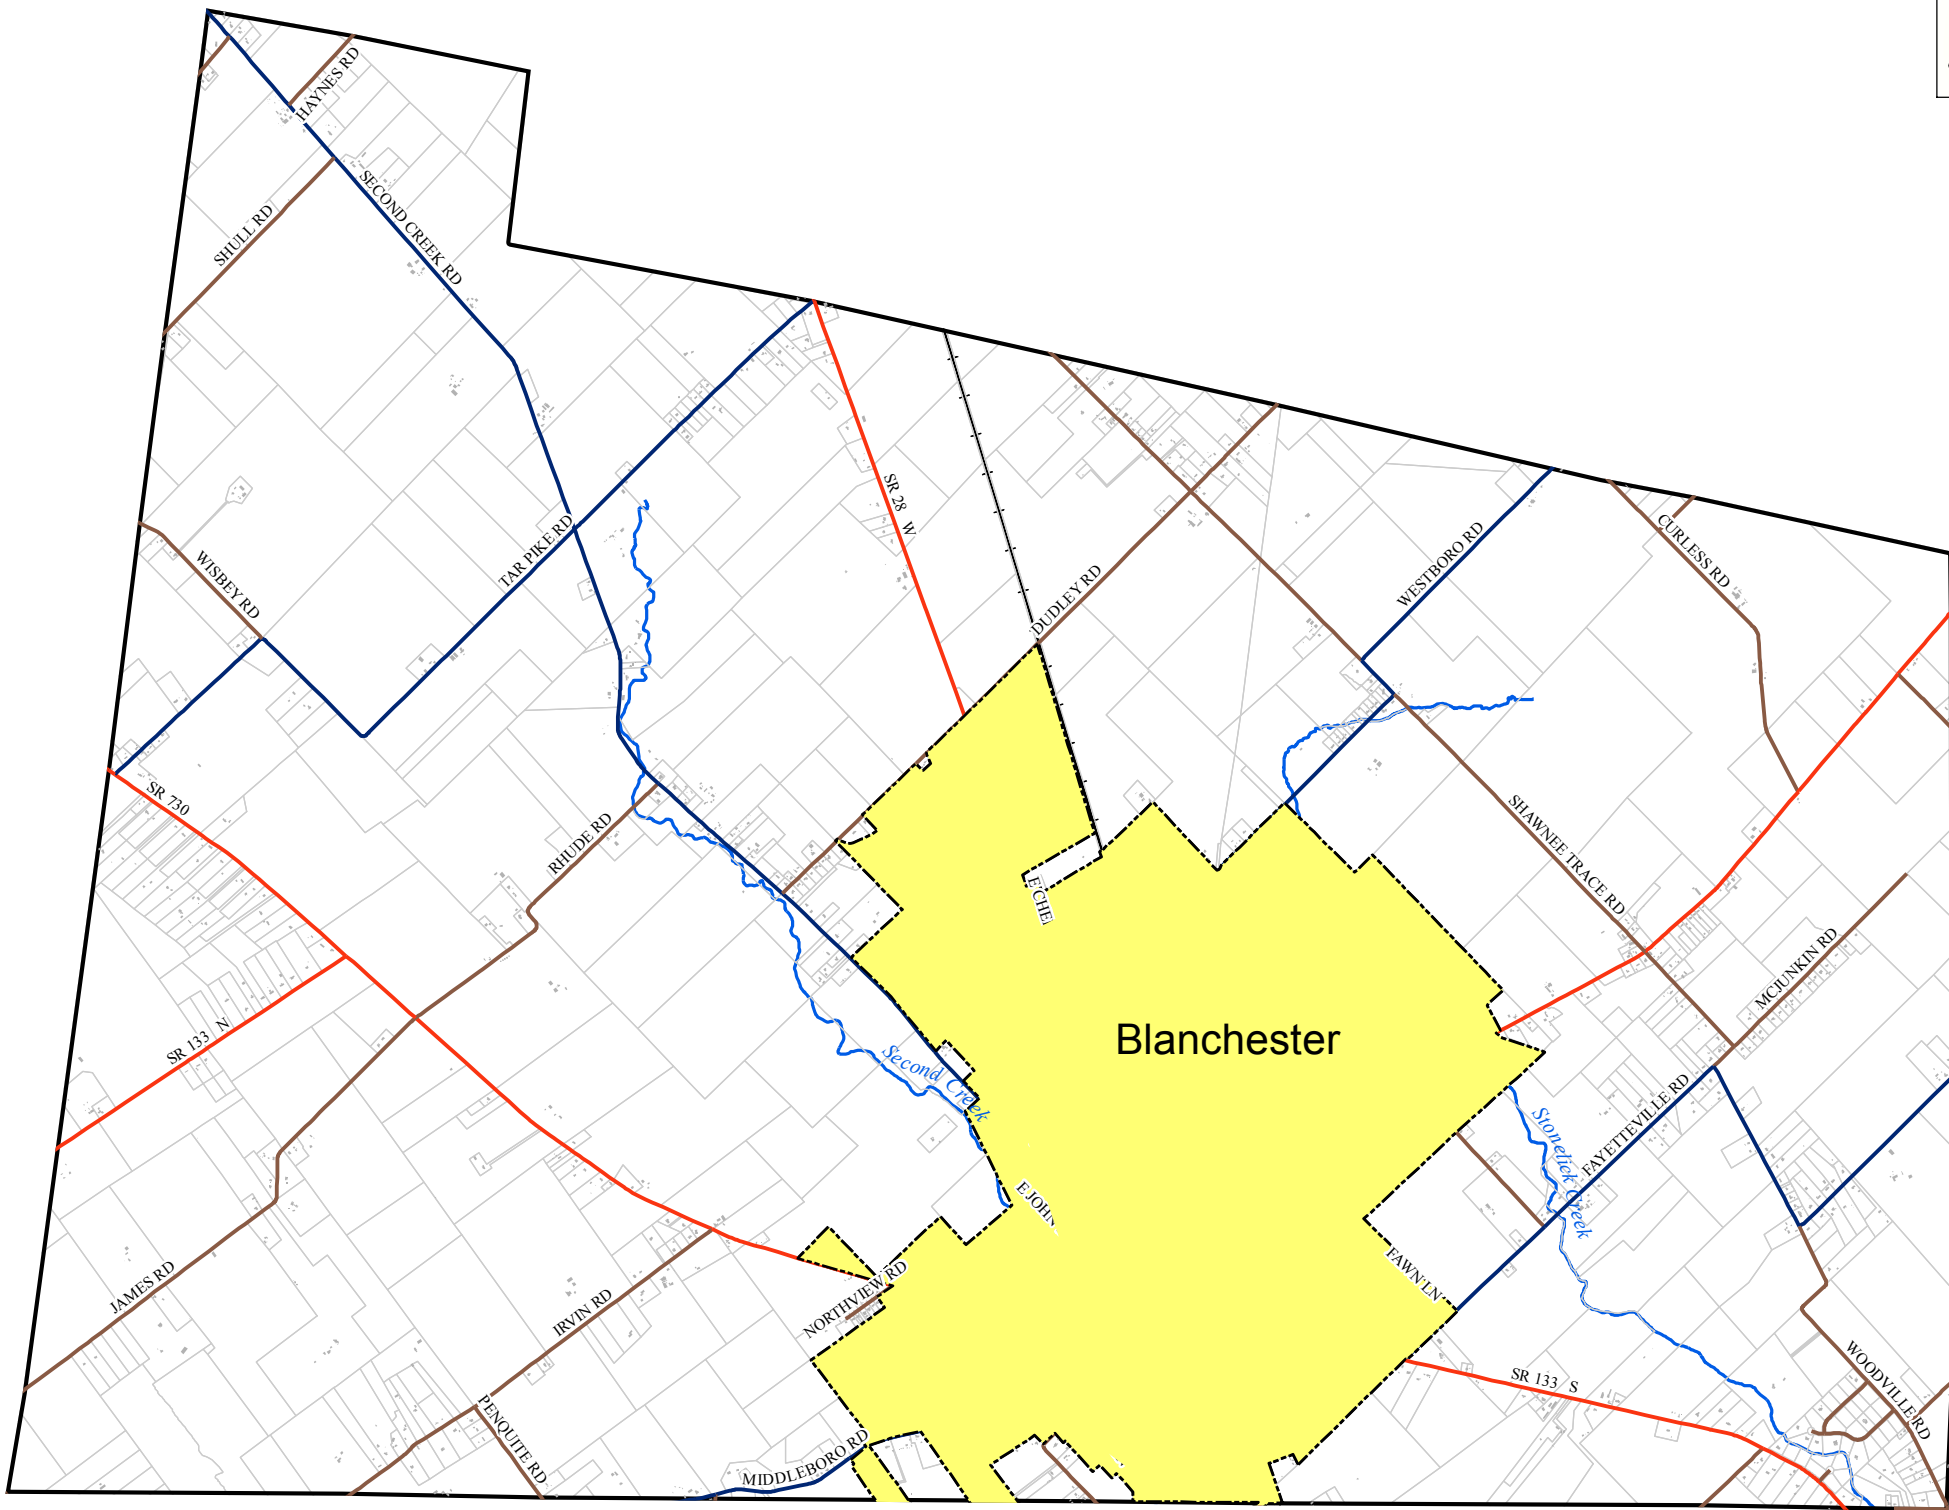 HAYNES RD
SECOND CREEK RD
SHULL RD
SR 28 W
TAR PIKE RD
WISBEY RD
DUDLEY RD
WESTBORO RD
CURLESS RD
SR 730
RHUDE RD
SHAWNEE TRACE RD
E CHE
MCJUNKIN RD
SR 133 N
Blanchester
Second Creek
FAYETTEVILLE RD
Stonelick Creek
E JOHN
JAMES RD
IRVIN RD
NORTHVIEW RD
FAWN LN
WOODVILLE RD
SR 133 S
PENQUITE RD
MIDDLEBORO RD